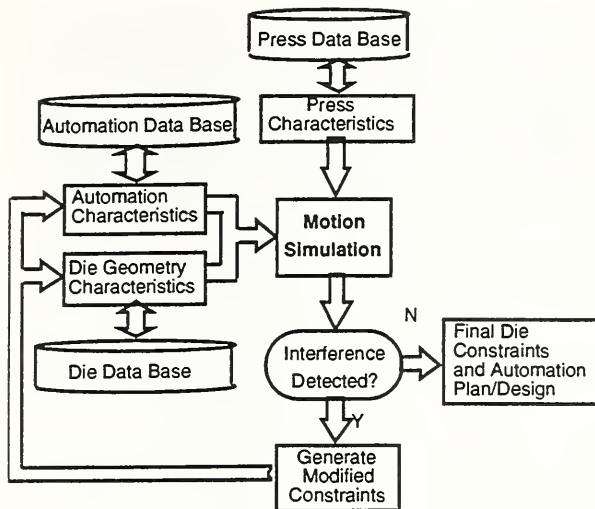 Press Data Base
Press
Characteristics
Automation Data Base
Automation
Characteristics
Motion
Simulation
Die Geometry
Characteristics
Die Data Base
Interference
Detected?
N
Final Die
Constraints
and Automation
Plan/Design
Y
Generate
Modified
Constraints